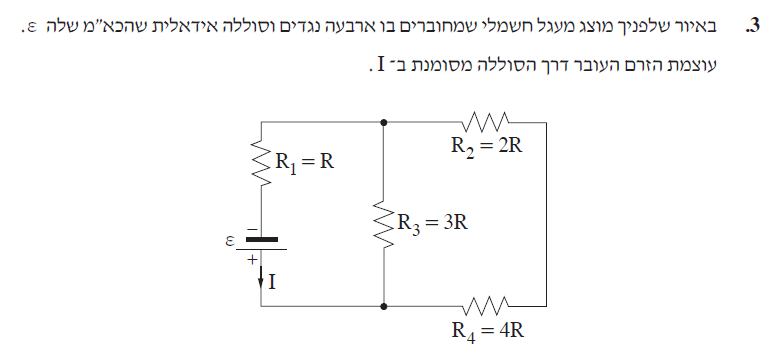 3. באיור שלפניך מוצג מעגל חשמלי שמחוברים בו ארבעה נגדים וסוללה אידאלית שהכא"מ שלה ε.
עוצמת הזרם העובר דרך הסוללה מסומנת ב־I.
R₂ = 2R
R₁ = R
R₃ = 3R
−
ε
+
I
R₄ = 4R